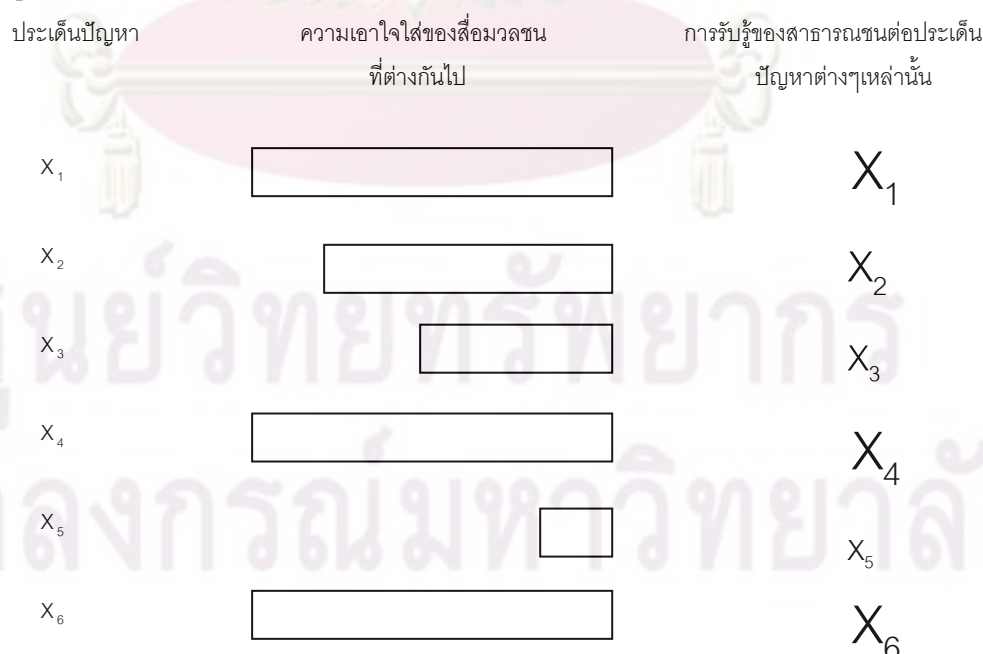 ประเด็นปัญหา ความเอาใจใส่ของสื่อมวลชน การรับรู้ของสาธารณชนต่อประเด็น
ที่ต่างกันไป ปัญหาต่างๆเหล่านั้น
X₁ X₁
X₂ X₂
X₃ X₃
X₄ X₄
X₅ X₅
X₆ X₆